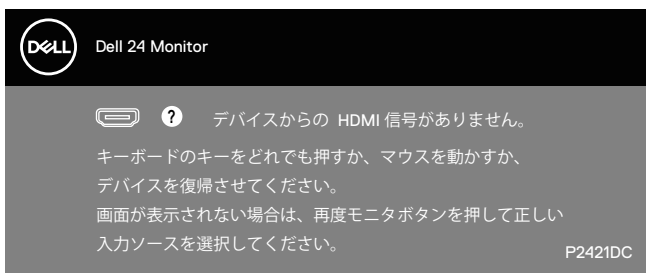 DELL
Dell 24 Monitor
? デバイスからの HDMI 信号がありません。
キーボードのキーをどれでも押すか、マウスを動かすか、
デバイスを復帰させてください。
画面が表示されない場合は、再度モニタボタンを押して正しい
入力ソースを選択してください。
P2421DC